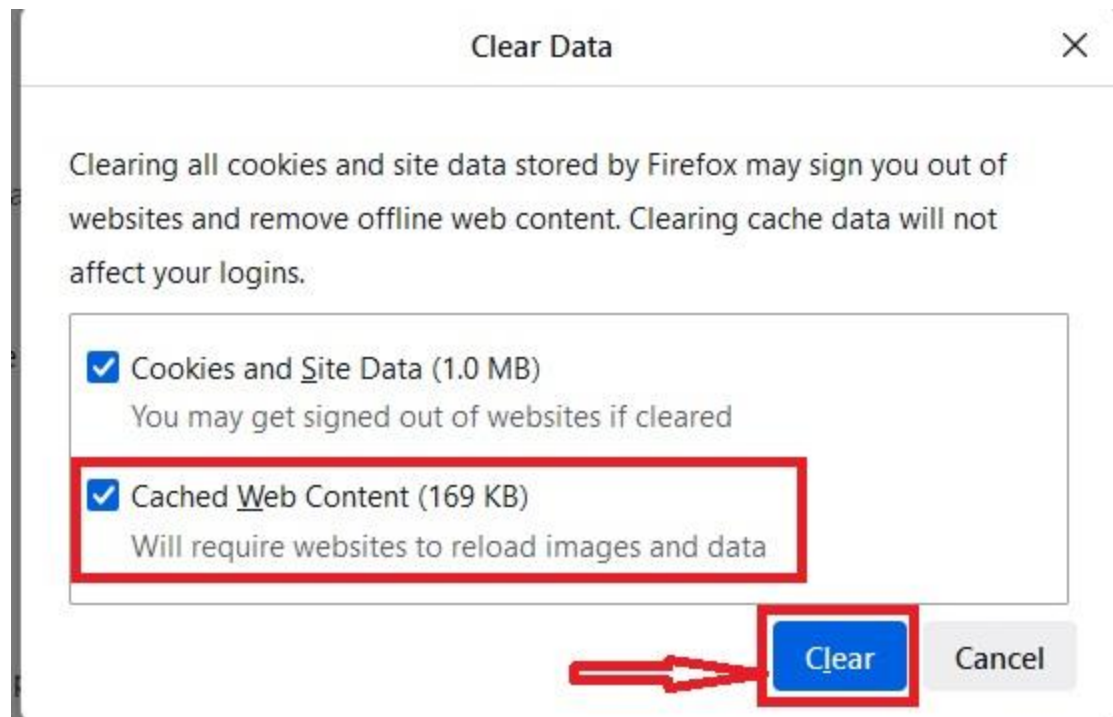 Clear Data
Clearing all cookies and site data stored by Firefox may sign you out of
websites and remove offline web content. Clearing cache data will not
affect your logins.
Cookies and Site Data (1.0 MB)
You may get signed out of websites if cleared
Cached Web Content (169 KB)
Will require websites to reload images and data
Clear Cancel